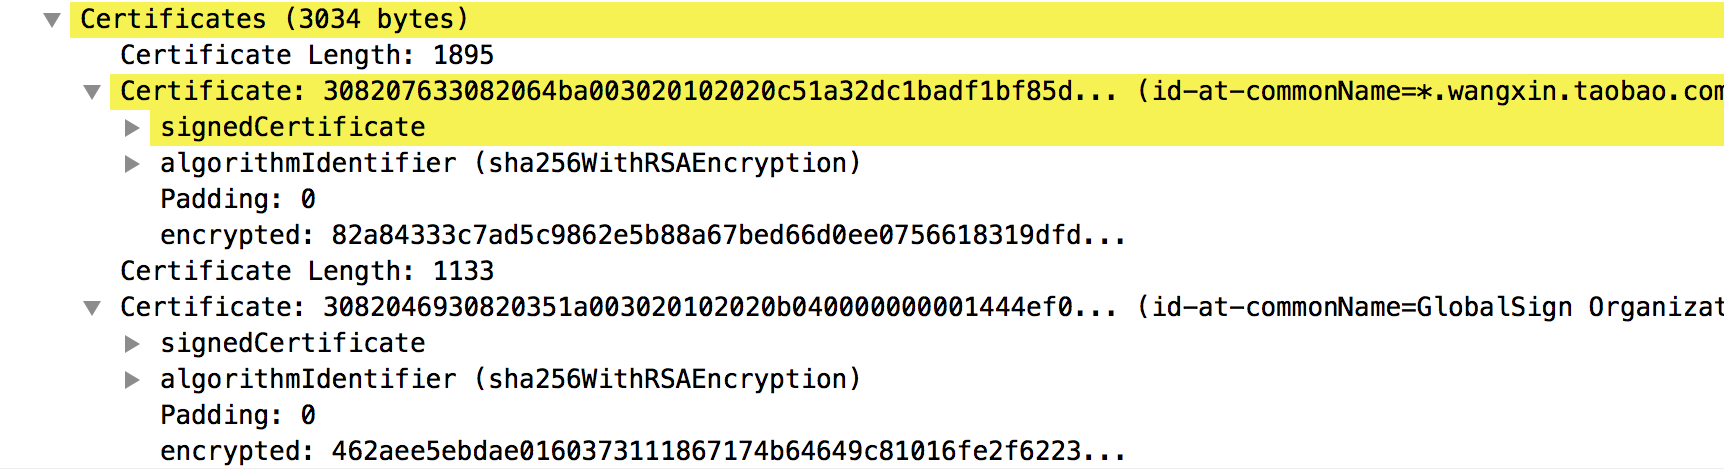 Certificates (3034 bytes)
Certificate Length: 1895
Certificate: 308207633082064ba003020102020c51a32dc1badf1bf85d... (id-at-commonName=*.wangxin.taobao.com
signedCertificate
algorithmIdentifier (sha256WithRSAEncryption)
Padding: 0
encrypted: 82a84333c7ad5c9862e5b88a67bed66d0ee0756618319dfd...
Certificate Length: 1133
Certificate: 3082046930820351a003020102020b040000000001444ef0... (id-at-commonName=GlobalSign Organizat
signedCertificate
algorithmIdentifier (sha256WithRSAEncryption)
Padding: 0
encrypted: 462aee5ebdae0160373111867174b64649c81016fe2f6223...